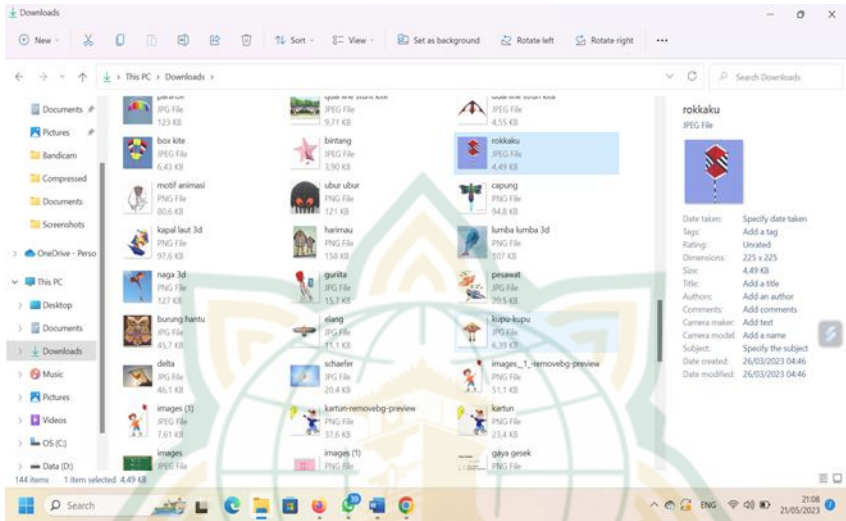 Downloads
New
Sort
View
Set as background
Rotate left
Rotate right
This PC > Downloads
Search Downloads
Documents
Pictures
Bandicam
Compressed
Documents
Screenshots
OneDrive - Perso
This PC
Desktop
Documents
Downloads
Music
Pictures
Videos
OS (C:)
Data (D:)
JPG File
123 KB
JPEG File
9,71 KB
JPEG File
4,55 KB
box kite
JPEG File
6,43 KB
bintang
JPEG File
3,90 KB
rokkaku
JPEG File
4,49 KB
motif animasi
PNG File
80,6 KB
ubur ubur
PNG File
121 KB
capung
PNG File
94,8 KB
kapal laut 3d
PNG File
97,6 KB
harimau
PNG File
158 KB
lumba lumba 3d
PNG File
107 KB
naga 3d
PNG File
127 KB
gurita
JPG File
15,7 KB
pesawat
JPG File
20,5 KB
burung hantu
JPG File
45,7 KB
elang
JPG File
11,1 KB
kupu-kupu
JPG File
6,39 KB
delta
JPG File
46,1 KB
schaefer
JPG File
20,4 KB
images__1_-removebg-preview
PNG File
51,1 KB
images (1)
JPEG File
7,61 KB
kartun-removebg-preview
PNG File
37,6 KB
kartun
PNG File
23,4 KB
images
JPEG File
images (1)
PNG File
gaya gesek
PNG File
rokkaku
JPEG File
Date taken: Specify date taken
Tags: Add a tag
Rating: Unrated
Dimensions: 225 x 225
Size: 4,49 KB
Title: Add a title
Authors: Add an author
Comments: Add comments
Camera maker: Add text
Camera model: Add a name
Subject: Specify the subject
Date created: 26/03/2023 04:46
Date modified: 26/03/2023 04:46
144 items 1 item selected 4,49 KB
Search
39
ENG
21:08
21/05/2023